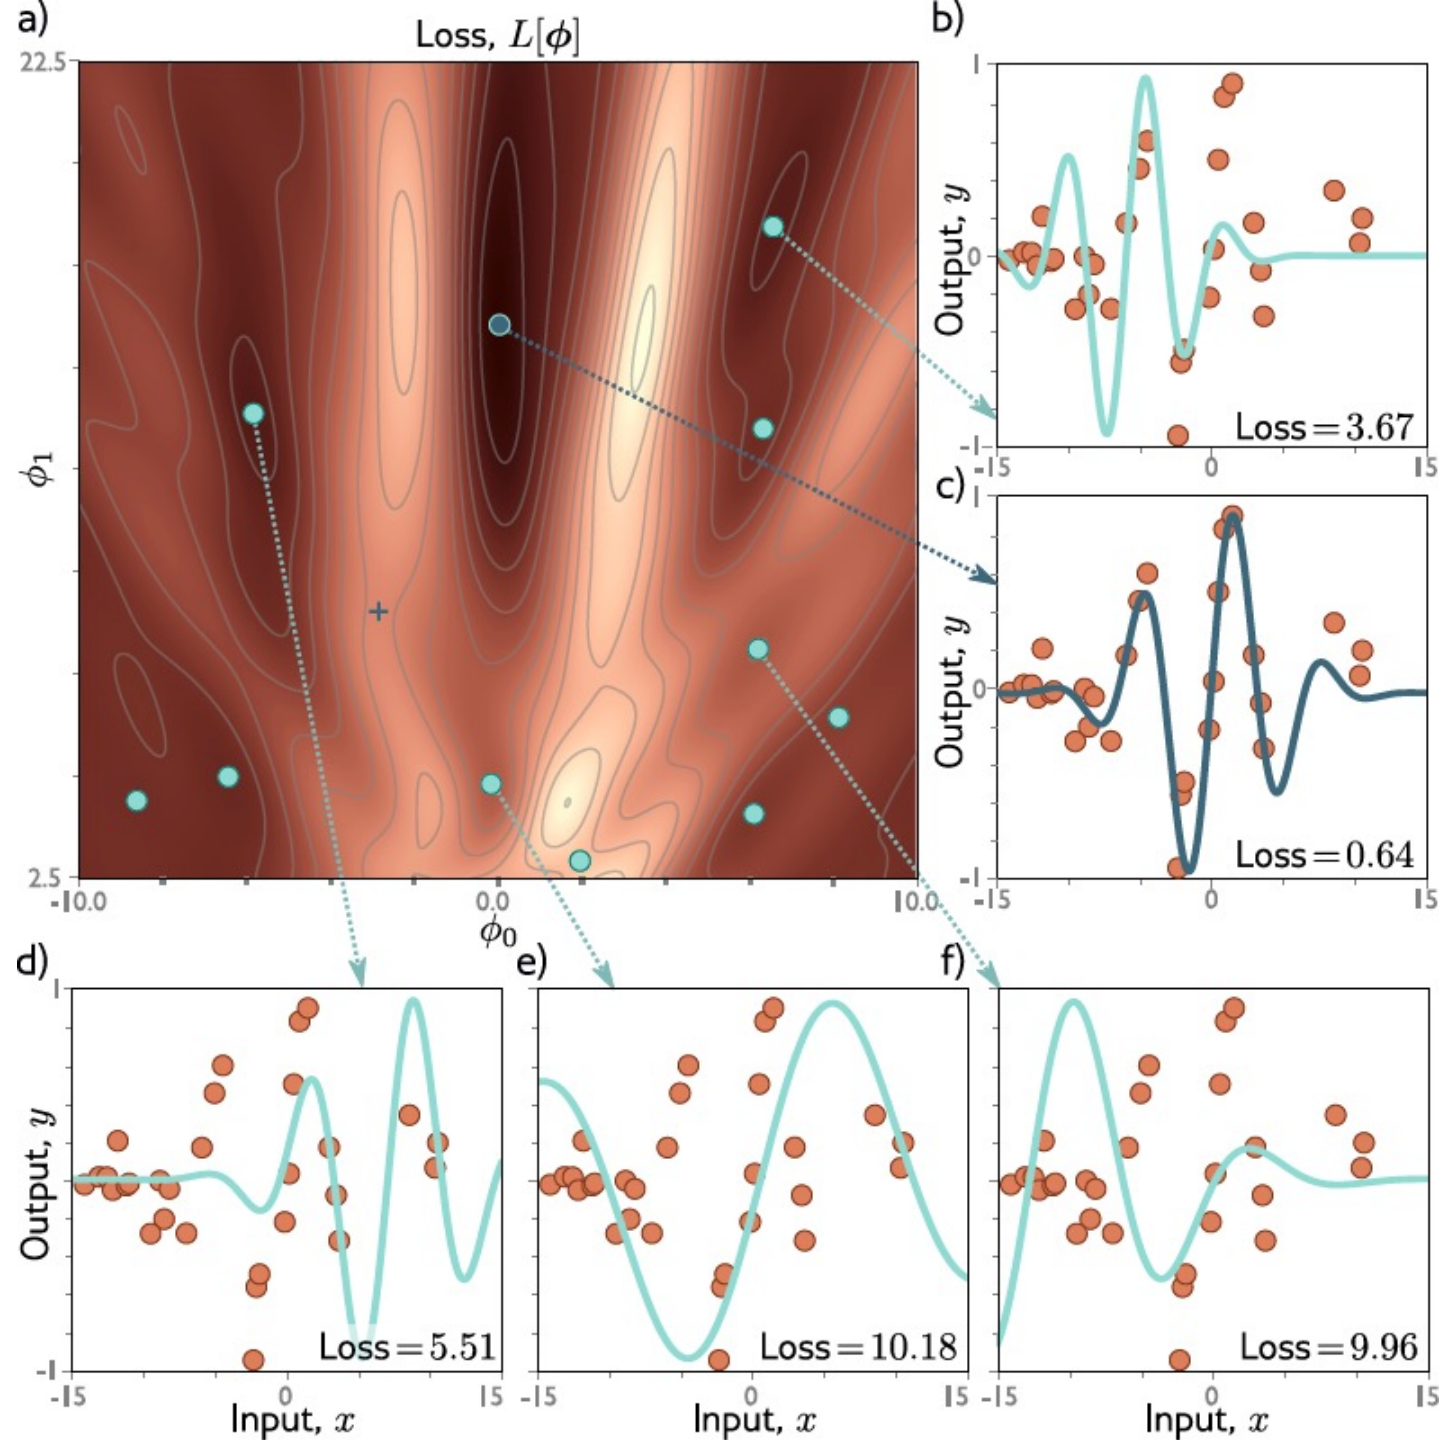 a)
Loss, L[ϕ]
22.5
ϕ₁
2.5
-10.0
0.0
10.0
ϕ₀
b)
1
Output, y
0
Loss=3.67
-1
-15
0
15
c)
1
Output, y
0
Loss=0.64
-1
-15
0
15
d)
1
Output, y
Loss=5.51
-1
-15
0
15
Input, x
e)
Loss=10.18
-15
0
15
Input, x
f)
Loss=9.96
-15
0
15
Input, x